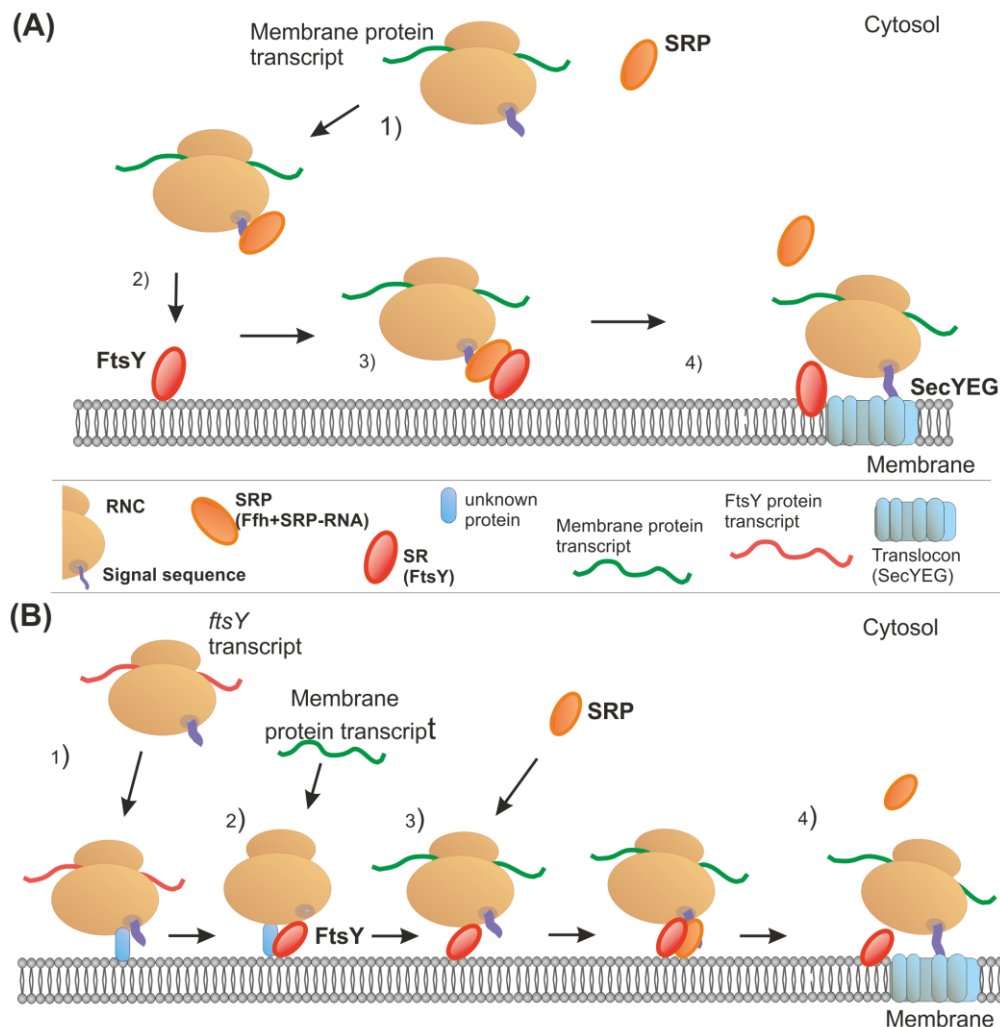 (A)
Membrane protein
transcript
SRP
Cytosol
1)
2)
FtsY
3)
4)
SecYEG
Membrane
RNC
Signal sequence
SRP
(Ffh+SRP-RNA)
SR
(FtsY)
unknown
protein
Membrane protein
transcript
FtsY protein
transcript
Translocon
(SecYEG)
(B)
ftsY
transcript
Cytosol
Membrane
protein transcript
SRP
1)
2)
3)
4)
FtsY
Membrane